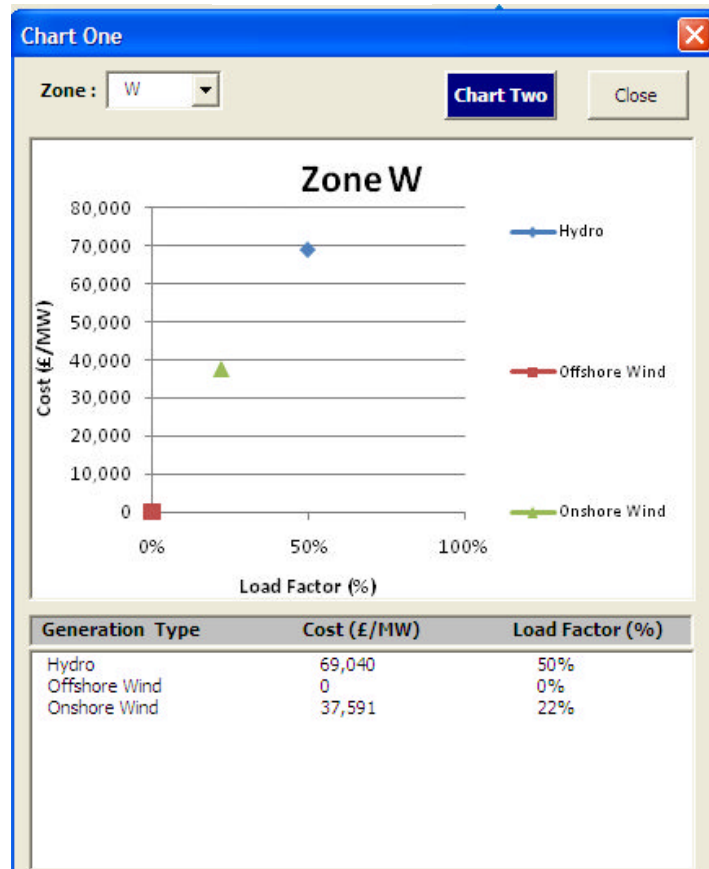 Chart One
Zone : W
Chart Two
Close
Zone W
80,000
70,000
60,000
50,000
40,000
30,000
20,000
10,000
0
Cost (£/MW)
0% 50% 100%
Load Factor (%)
Hydro
Offshore Wind
Onshore Wind
Generation Type Cost (£/MW) Load Factor (%)
Hydro 69,040 50%
Offshore Wind 0 0%
Onshore Wind 37,591 22%